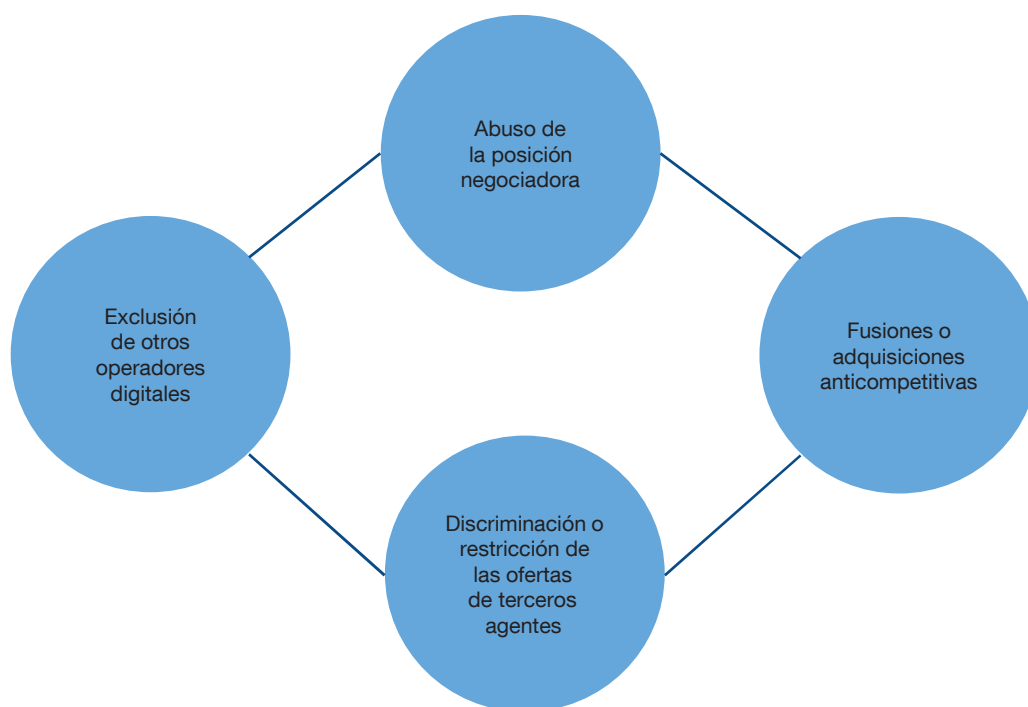 Abuso de
la posición
negociadora
Exclusión
de otros
operadores
digitales
Fusiones o
adquisiciones
anticompetitivas
Discriminación o
restricción de
las ofertas
de terceros
agentes